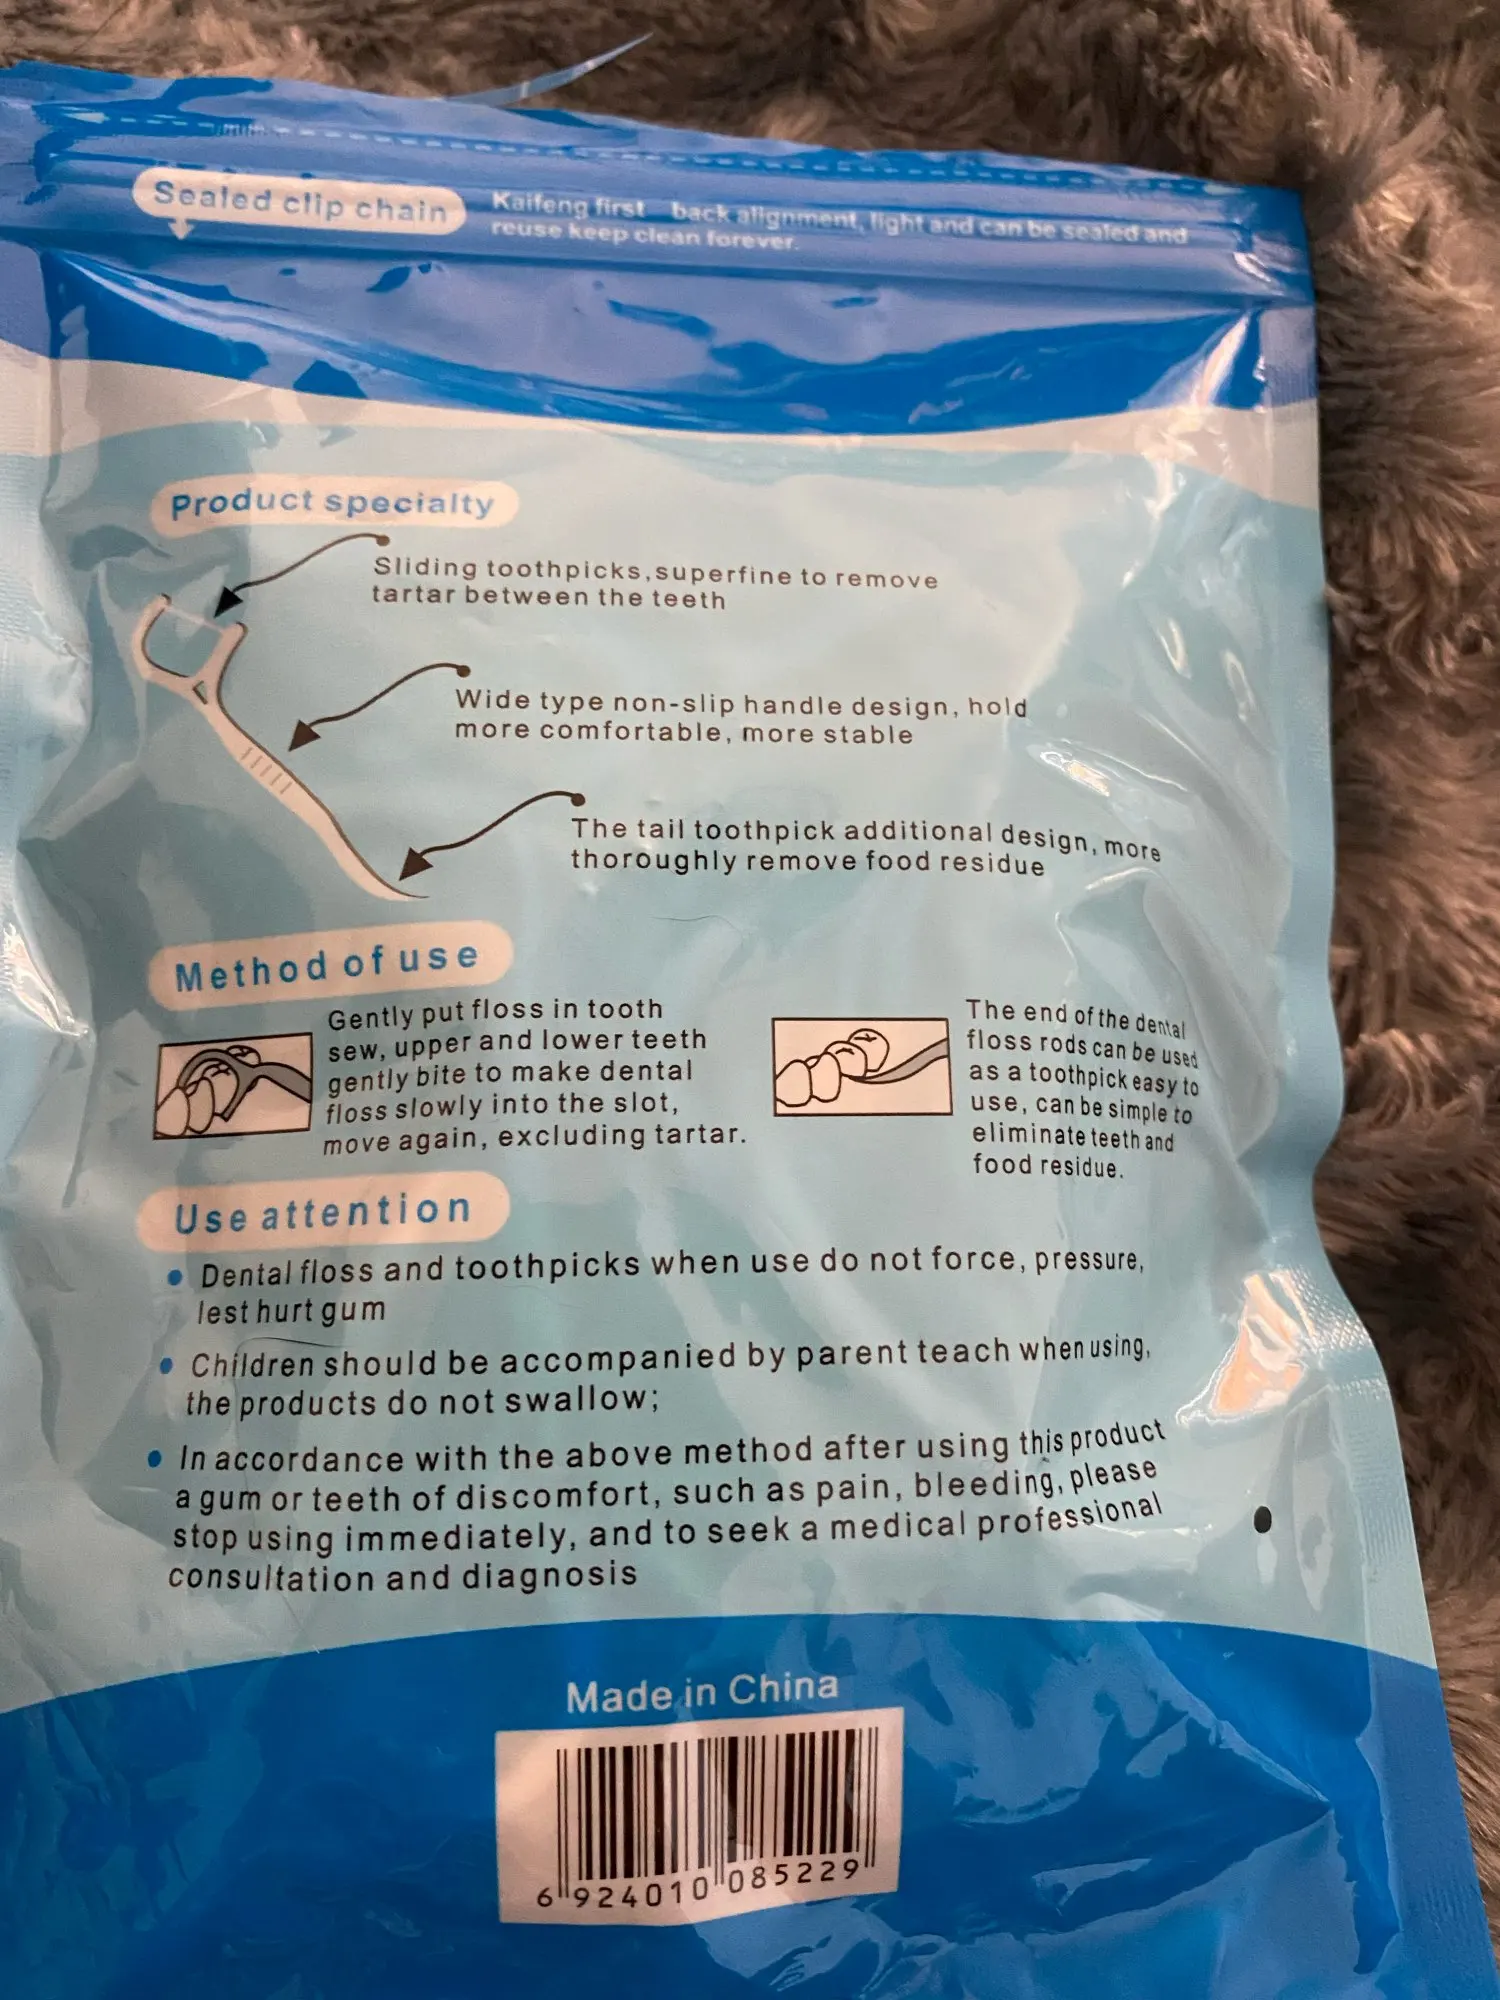 Sealed clip chain
Kaifeng first back alignment, light and can be sealed and
reuse keep clean forever.
Product specialty
Sliding toothpicks,superfine to remove
tartar between the teeth
Wide type non-slip handle design, hold
more comfortable, more stable
The tail toothpick additional design, more
thoroughly remove food residue
Method of use
Gently put floss in tooth
sew, upper and lower teeth
gently bite to make dental
floss slowly into the slot,
move again, excluding tartar.
The end of the dental
floss rods can be used
as a toothpick easy to
use, can be simple to
eliminate teeth and
food residue.
Use attention
• Dental floss and toothpicks when use do not force, pressure,
lest hurt gum
• Children should be accompanied by parent teach when using,
the products do not swallow;
• In accordance with the above method after using this product
a gum or teeth of discomfort, such as pain, bleeding, please
stop using immediately, and to seek a medical professional
consultation and diagnosis
Made in China
6 924010 085229